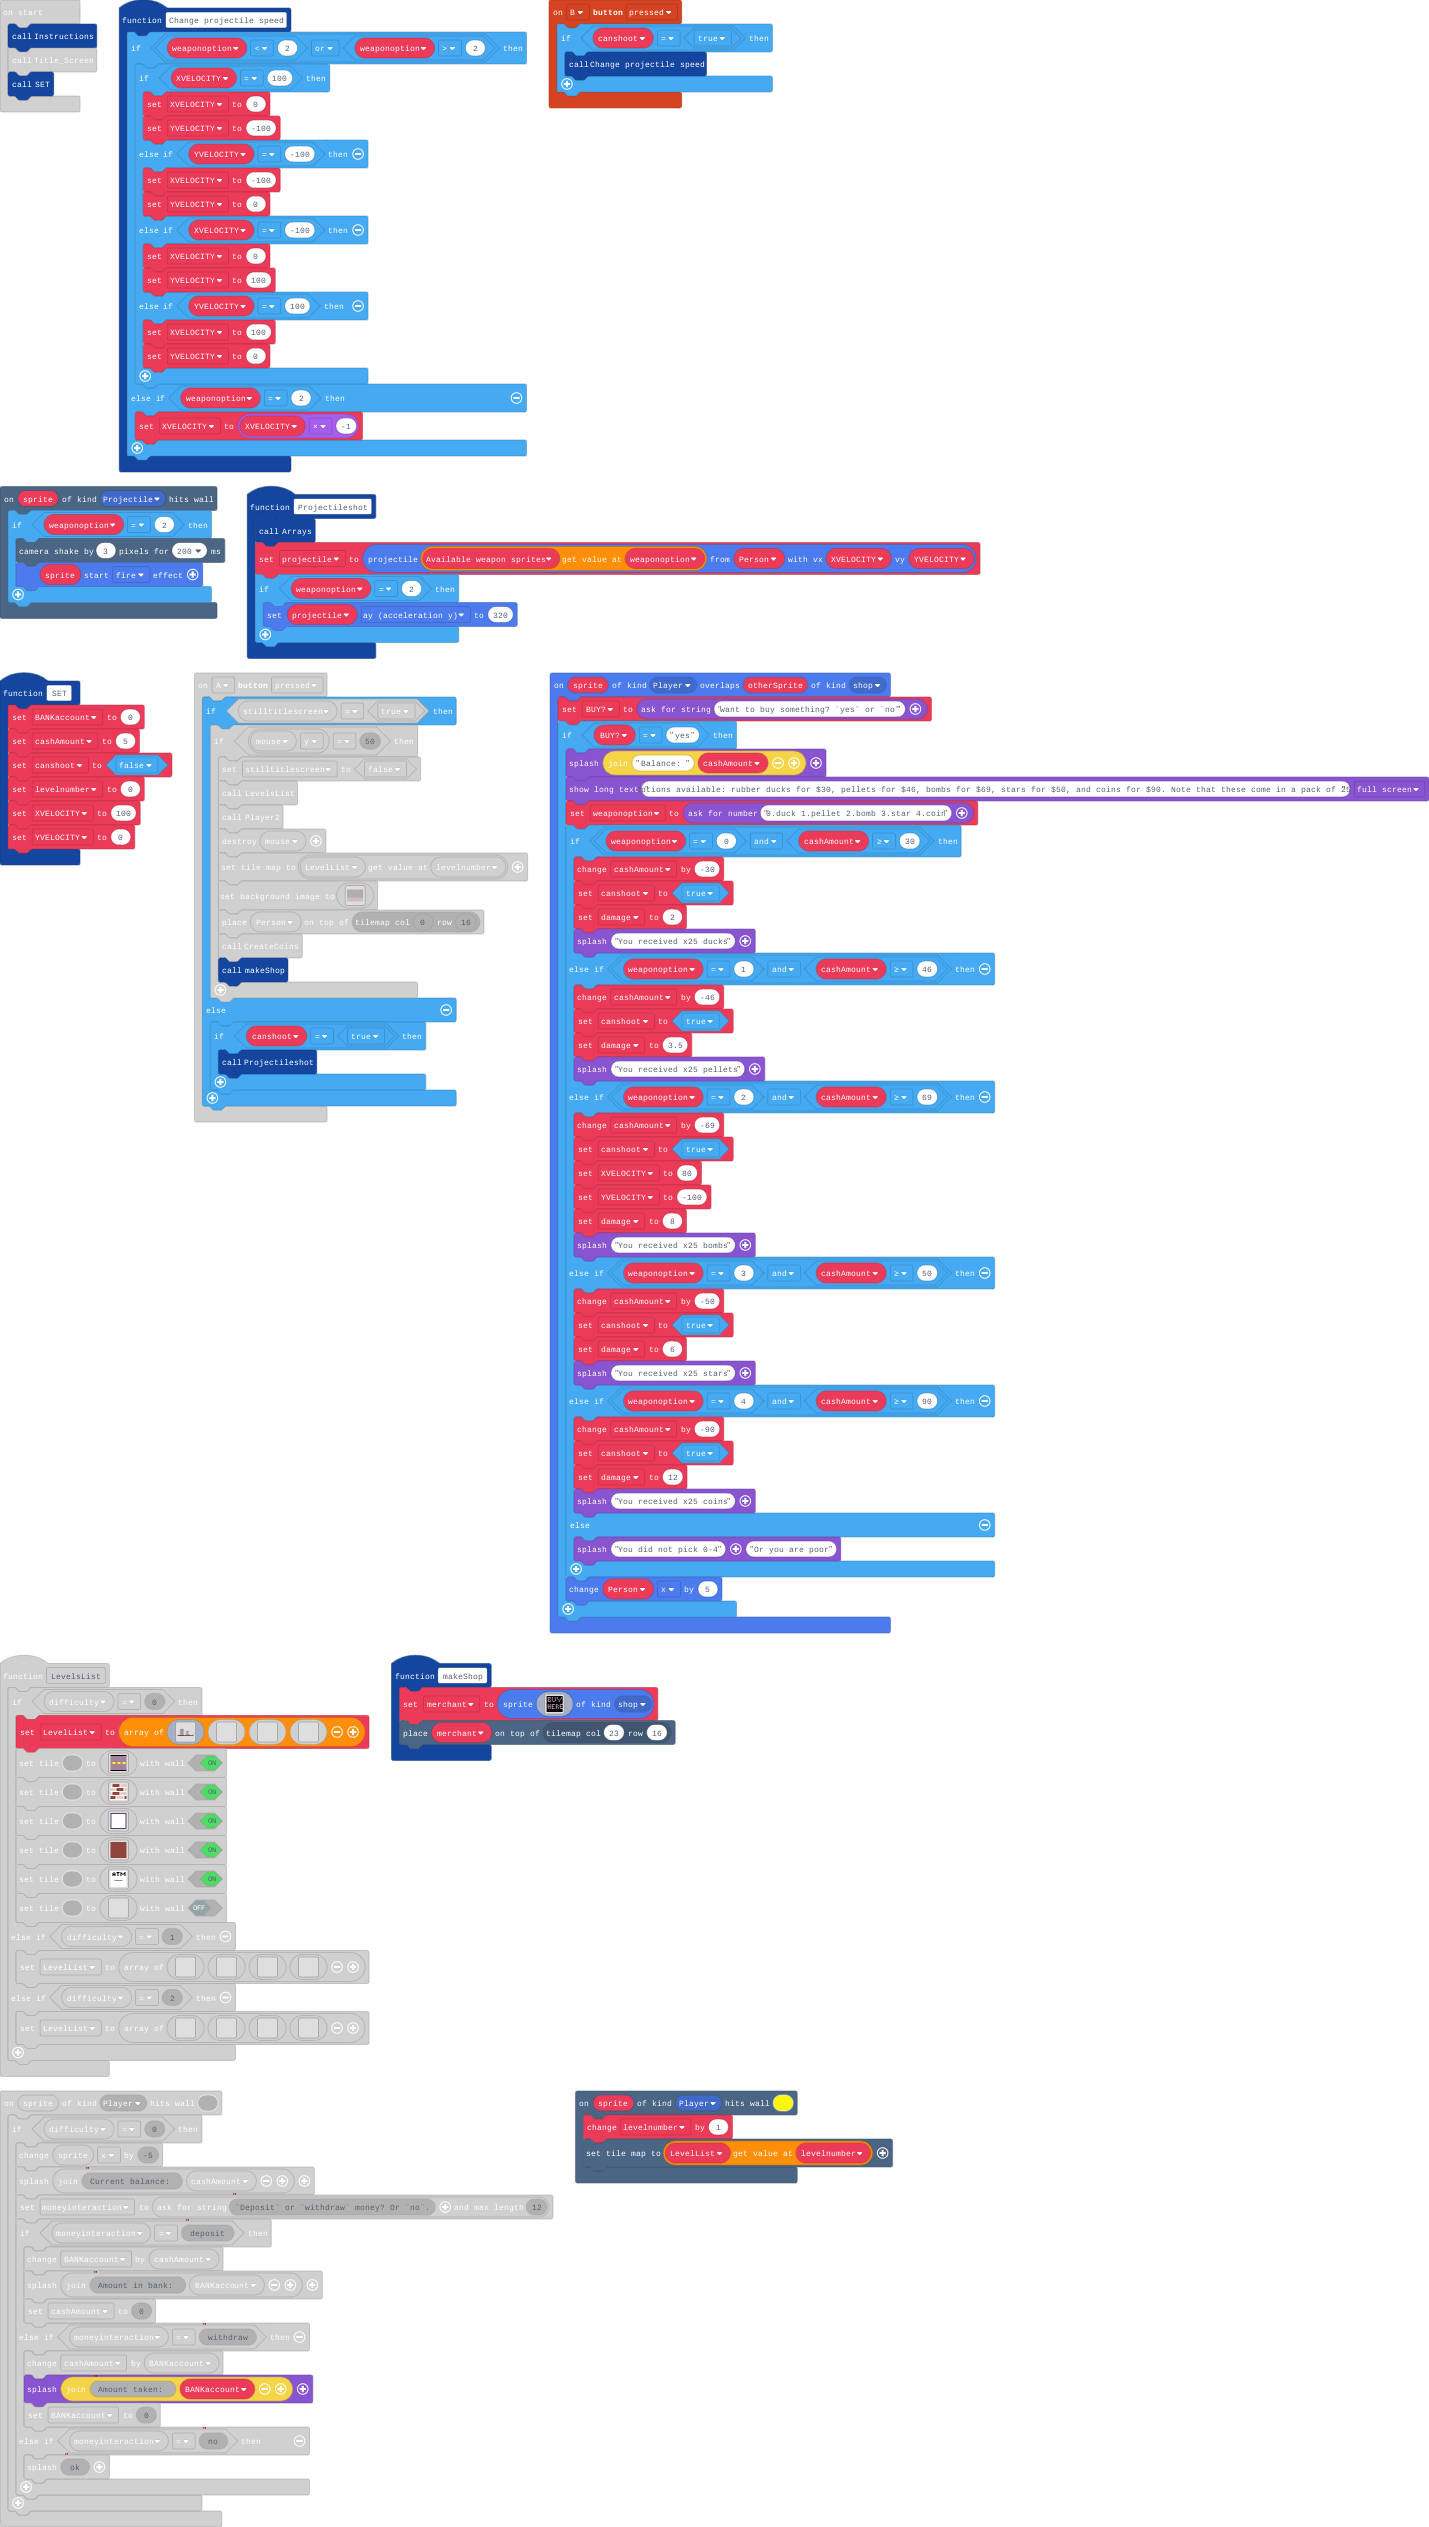 on start
call Instructions
call Title_Screen
call SET
function Change projectile speed
if weaponoption < 2 or weaponoption > 2 then
if XVELOCITY = 100 then
set XVELOCITY to 0
set YVELOCITY to -100
else if YVELOCITY = -100 then
set XVELOCITY to -100
set YVELOCITY to 0
else if XVELOCITY = -100 then
set XVELOCITY to 0
set YVELOCITY to 100
else if YVELOCITY = 100 then
set XVELOCITY to 100
set YVELOCITY to 0
else if weaponoption = 2 then
set XVELOCITY to XVELOCITY × -1
on B button pressed
if canshoot = true then
call Change projectile speed
on sprite of kind Projectile hits wall
if weaponoption = 2 then
camera shake by 3 pixels for 200 ms
sprite start fire effect
function Projectileshot
call Arrays
set projectile to projectile Available weapon sprites get value at weaponoption from Person with vx XVELOCITY vy YVELOCITY
if weaponoption = 2 then
set projectile ay (acceleration y) to 320
function SET
set BANKaccount to 0
set cashAmount to 5
set canshoot to false
set levelnumber to 0
set XVELOCITY to 100
set YVELOCITY to 0
on A button pressed
if stilltitlescreen = true then
if mouse y = 50 then
set stilltitlescreen to false
call LevelsList
call Player2
destroy mouse
set tile map to LevelList get value at levelnumber
set background image to
place Person on top of tilemap col 0 row 16
call CreateCoins
call makeShop
else
if canshoot = true then
call Projectileshot
on sprite of kind Player overlaps otherSprite of kind shop
set BUY? to ask for string "Want to buy something? `yes` or `no`"
if BUY? = "yes" then
splash join "Balance: " cashAmount
show long text tions available: rubber ducks for $30, pellets for $46, bombs for $69, stars for $50, and coins for $90. Note that these come in a pack of 25 full screen
set weaponoption to ask for number "0.duck 1.pellet 2.bomb 3.star 4.coin"
if weaponoption = 0 and cashAmount ≥ 30 then
change cashAmount by -30
set canshoot to true
set damage to 2
splash "You received x25 ducks"
else if weaponoption = 1 and cashAmount ≥ 46 then
change cashAmount by -46
set canshoot to true
set damage to 3.5
splash "You received x25 pellets"
else if weaponoption = 2 and cashAmount ≥ 69 then
change cashAmount by -69
set canshoot to true
set XVELOCITY to 80
set YVELOCITY to -100
set damage to 8
splash "You received x25 bombs"
else if weaponoption = 3 and cashAmount ≥ 50 then
change cashAmount by -50
set canshoot to true
set damage to 6
splash "You received x25 stars"
else if weaponoption = 4 and cashAmount ≥ 90 then
change cashAmount by -90
set canshoot to true
set damage to 12
splash "You received x25 coins"
else
splash "You did not pick 0-4" "Or you are poor"
change Person x by 5
function LevelsList
if difficulty = 0 then
set LevelList to array of
set tile to with wall ON
set tile to with wall ON
set tile to with wall ON
set tile to with wall ON
set tile to ATM with wall ON
set tile to with wall OFF
else if difficulty = 1 then
set LevelList to array of
else if difficulty = 2 then
set LevelList to array of
function makeShop
set merchant to sprite BUY HERE of kind shop
place merchant on top of tilemap col 23 row 16
on sprite of kind Player hits wall
if difficulty = 0 then
change sprite x by -5
splash join "Current balance: cashAmount
set moneyinteraction to ask for string "`Deposit` or `withdraw` money? Or `no`. and max length 12
if moneyinteraction = "deposit then
change BANKaccount by cashAmount
splash join "Amount in bank: BANKaccount
set cashAmount to 0
else if moneyinteraction = "withdraw then
change cashAmount by BANKaccount
splash join "Amount taken: BANKaccount
set BANKaccount to 0
else if moneyinteraction = "no then
splash "ok
on sprite of kind Player hits wall
change levelnumber by 1
set tile map to LevelList get value at levelnumber